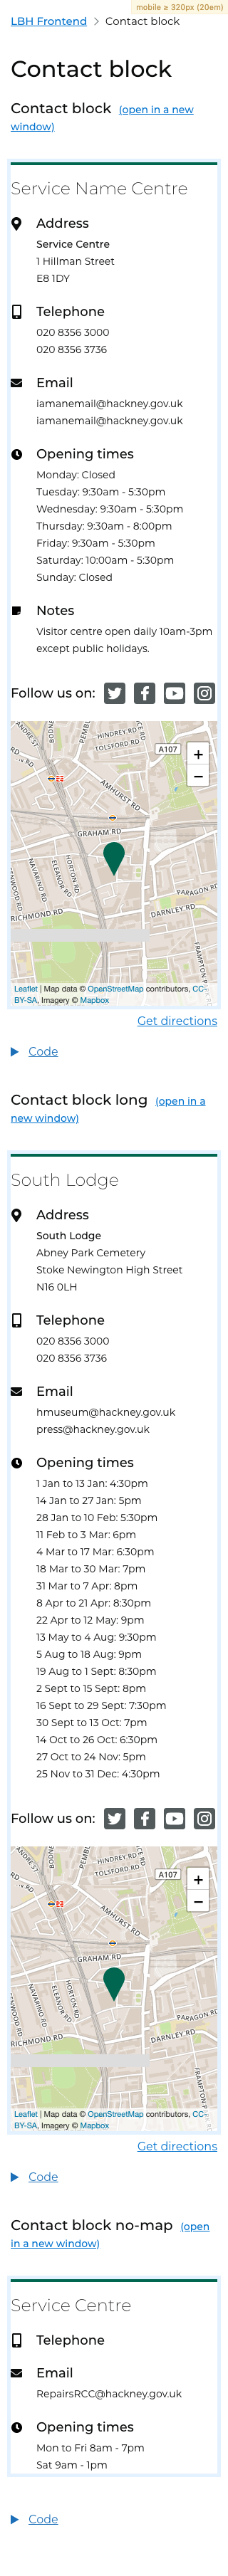 mobile ≥ 320px (20em)
LBH Frontend > Contact block
Contact block
Contact block (open in a new
window)
Service Name Centre
Address
Service Centre
1 Hillman Street
E8 1DY
Telephone
020 8356 3000
020 8356 3736
Email
iamanemail@hackney.gov.uk
iamanemail@hackney.gov.uk
Opening times
Monday: Closed
Tuesday: 9:30am - 5:30pm
Wednesday: 9:30am - 5:30pm
Thursday: 9:30am - 8:00pm
Friday: 9:30am - 5:30pm
Saturday: 10:00am - 5:30pm
Sunday: Closed
Notes
Visitor centre open daily 10am-3pm
except public holidays.
Follow us on:
HINDREY RD
TOLSFORD RD
A107
+
−
AMHURST RD.
GRAHAM RD
NAVARINO RD
ELEANOR RD
HORTON RD
PARAGON RD
DARNLEY RD.
RICHMOND RD.
FRAMPTON P
Leaflet | Map data © OpenStreetMap contributors, CC-
BY-SA, Imagery © Mapbox
Get directions
Code
Contact block long (open in a
new window)
South Lodge
Address
South Lodge
Abney Park Cemetery
Stoke Newington High Street
N16 0LH
Telephone
020 8356 3000
020 8356 3736
Email
hmuseum@hackney.gov.uk
press@hackney.gov.uk
Opening times
1 Jan to 13 Jan: 4:30pm
14 Jan to 27 Jan: 5pm
28 Jan to 10 Feb: 5:30pm
11 Feb to 3 Mar: 6pm
4 Mar to 17 Mar: 6:30pm
18 Mar to 30 Mar: 7pm
31 Mar to 7 Apr: 8pm
8 Apr to 21 Apr: 8:30pm
22 Apr to 12 May: 9pm
13 May to 4 Aug: 9:30pm
5 Aug to 18 Aug: 9pm
19 Aug to 1 Sept: 8:30pm
2 Sept to 15 Sept: 8pm
16 Sept to 29 Sept: 7:30pm
30 Sept to 13 Oct: 7pm
14 Oct to 26 Oct: 6:30pm
27 Oct to 24 Nov: 5pm
25 Nov to 31 Dec: 4:30pm
Follow us on:
HINDREY RD
TOLSFORD RD
A107
+
−
AMHURST RD.
GRAHAM RD
NAVARINO RD
ELEANOR RD
HORTON RD
PARAGON RD
DARNLEY RD.
RICHMOND RD.
FRAMPTON P
Leaflet | Map data © OpenStreetMap contributors, CC-
BY-SA, Imagery © Mapbox
Get directions
Code
Contact block no-map (open
in a new window)
Service Centre
Telephone
Email
RepairsRCC@hackney.gov.uk
Opening times
Mon to Fri 8am - 7pm
Sat 9am - 1pm
Code